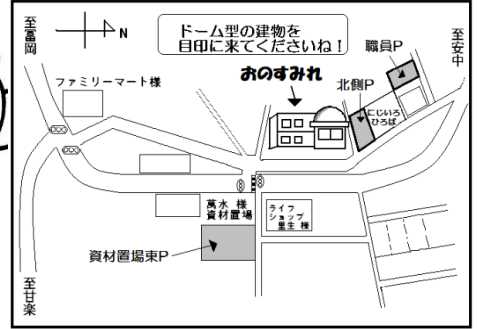 至富岡
N
ドーム型の建物を
目印に来てくださいね！
至安中
職員P
ファミリーマート様
おのすみれ
北側P
にじいろ
ひろば
萬水 様
資材置場
ライフ
ショップ
里生 様
資材置場東P
至甘楽